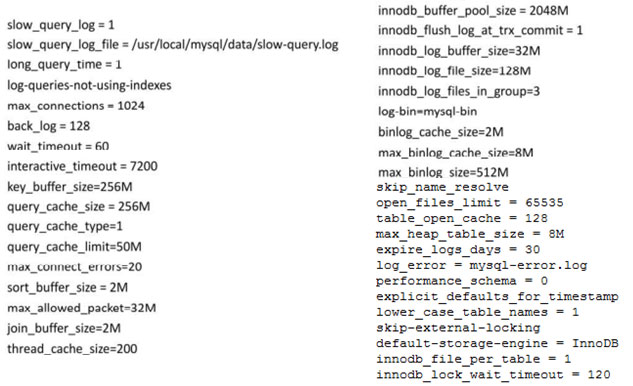 slow_query_log = 1
slow_query_log_file = /usr/local/mysql/data/slow-query.log
long_query_time = 1
log-queries-not-using-indexes
max_connections = 1024
back_log = 128
wait_timeout = 60
interactive_timeout = 7200
key_buffer_size=256M
query_cache_size = 256M
query_cache_type=1
query_cache_limit=50M
max_connect_errors=20
sort_buffer_size = 2M
max_allowed_packet=32M
join_buffer_size=2M
thread_cache_size=200
innodb_buffer_pool_size = 2048M
innodb_flush_log_at_trx_commit = 1
innodb_log_buffer_size=32M
innodb_log_file_size=128M
innodb_log_files_in_group=3
log-bin=mysql-bin
binlog_cache_size=2M
max_binlog_cache_size=8M
max_binlog_size=512M
skip_name_resolve
open_files_limit = 65535
table_open_cache = 128
max_heap_table_size = 8M
expire_logs_days = 30
log_error = mysql-error.log
performance_schema = 0
explicit_defaults_for_timestamp
lower_case_table_names = 1
skip-external-locking
default-storage-engine = InnoDB
innodb_file_per_table = 1
innodb_lock_wait_timeout = 120